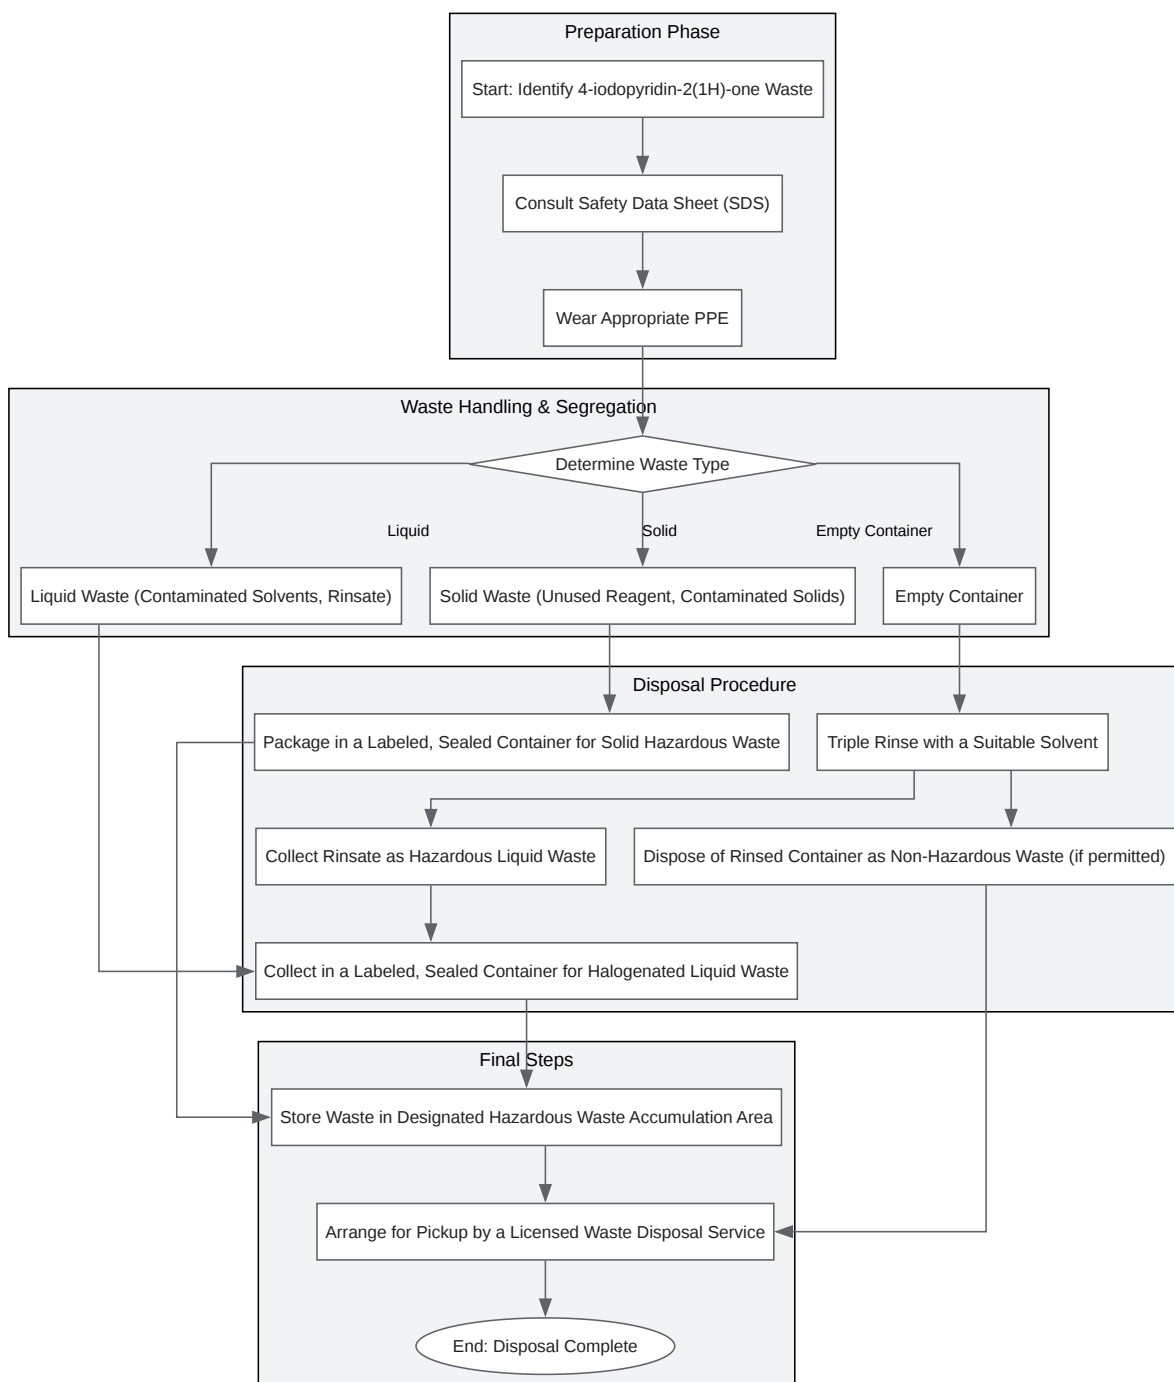 Preparation Phase
Start: Identify 4-iodopyridin-2(1H)-one Waste
Consult Safety Data Sheet (SDS)
Wear Appropriate PPE
Waste Handling & Segregation
Determine Waste Type
Liquid
Solid
Empty Container
Liquid Waste (Contaminated Solvents, Rinsate)
Solid Waste (Unused Reagent, Contaminated Solids)
Empty Container
Disposal Procedure
Package in a Labeled, Sealed Container for Solid Hazardous Waste
Triple Rinse with a Suitable Solvent
Collect Rinsate as Hazardous Liquid Waste
Dispose of Rinsed Container as Non-Hazardous Waste (if permitted)
Collect in a Labeled, Sealed Container for Halogenated Liquid Waste
Final Steps
Store Waste in Designated Hazardous Waste Accumulation Area
Arrange for Pickup by a Licensed Waste Disposal Service
End: Disposal Complete